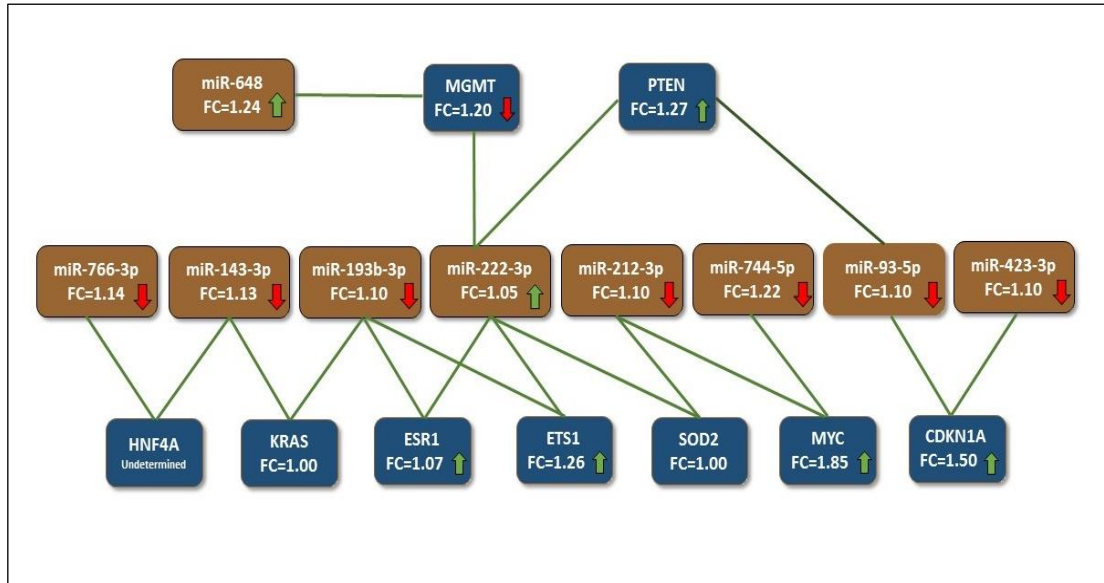 miR-648
FC=1.24
MGMT
FC=1.20
PTEN
FC=1.27
miR-766-3p
FC=1.14
miR-143-3p
FC=1.13
miR-193b-3p
FC=1.10
miR-222-3p
FC=1.05
miR-212-3p
FC=1.10
miR-744-5p
FC=1.22
miR-93-5p
FC=1.10
miR-423-3p
FC=1.10
HNF4A
Undetermined
KRAS
FC=1.00
ESR1
FC=1.07
ETS1
FC=1.26
SOD2
FC=1.00
MYC
FC=1.85
CDKN1A
FC=1.50